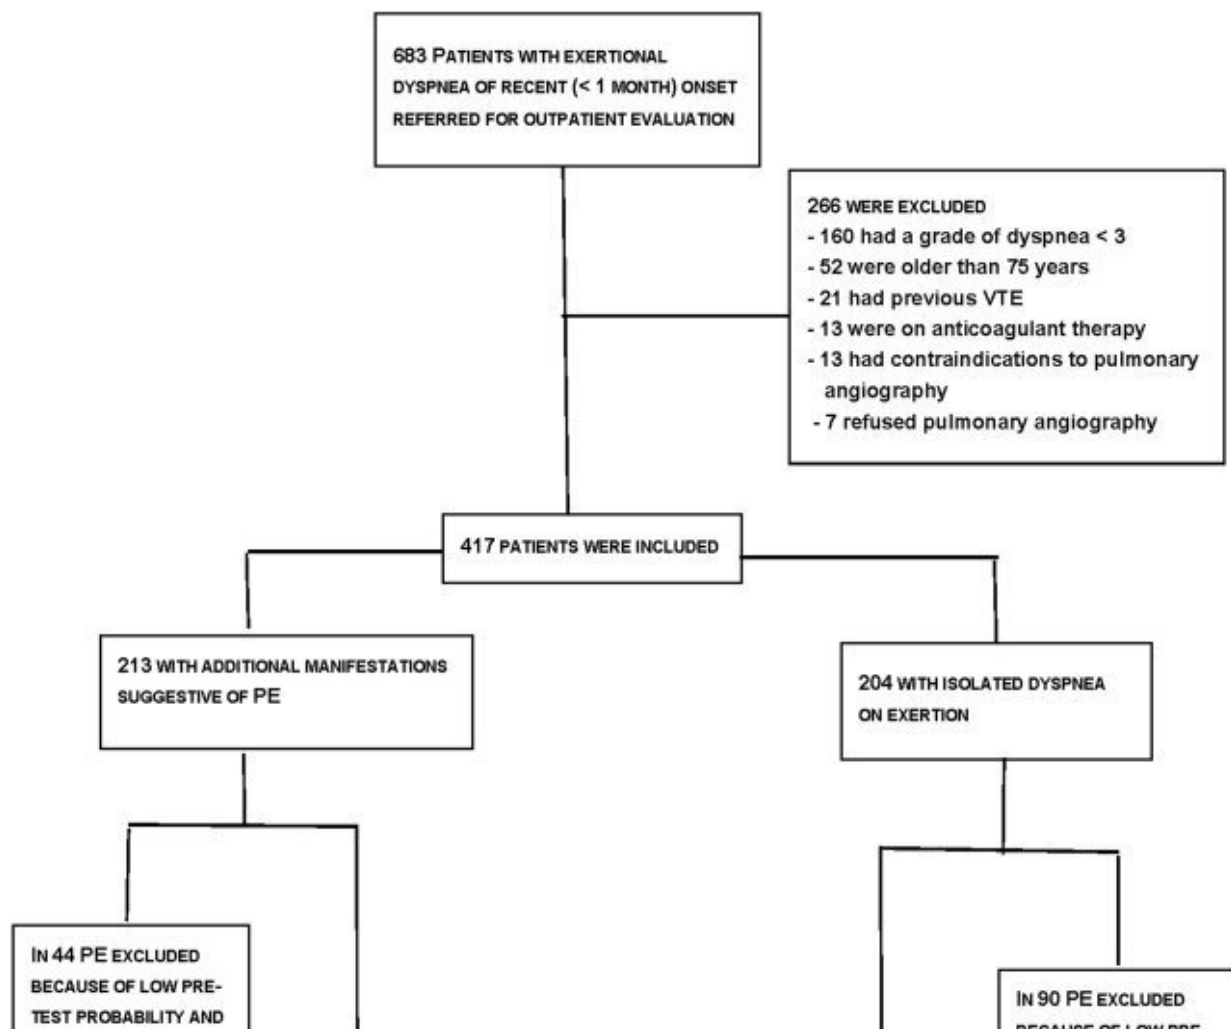 683 PATIENTS WITH EXERTIONAL
DYSPNEA OF RECENT (< 1 MONTH) ONSET
REFERRED FOR OUTPATIENT EVALUATION
266 WERE EXCLUDED
- 160 had a grade of dyspnea < 3
- 52 were older than 75 years
- 21 had previous VTE
- 13 were on anticoagulant therapy
- 13 had contraindications to pulmonary
angiography
- 7 refused pulmonary angiography
417 PATIENTS WERE INCLUDED
213 WITH ADDITIONAL MANIFESTATIONS
SUGGESTIVE OF PE
204 WITH ISOLATED DYSPNEA
ON EXERTION
IN 44 PE EXCLUDED
BECAUSE OF LOW PRE-
TEST PROBABILITY AND
IN 90 PE EXCLUDED
BECAUSE OF LOW PRE-